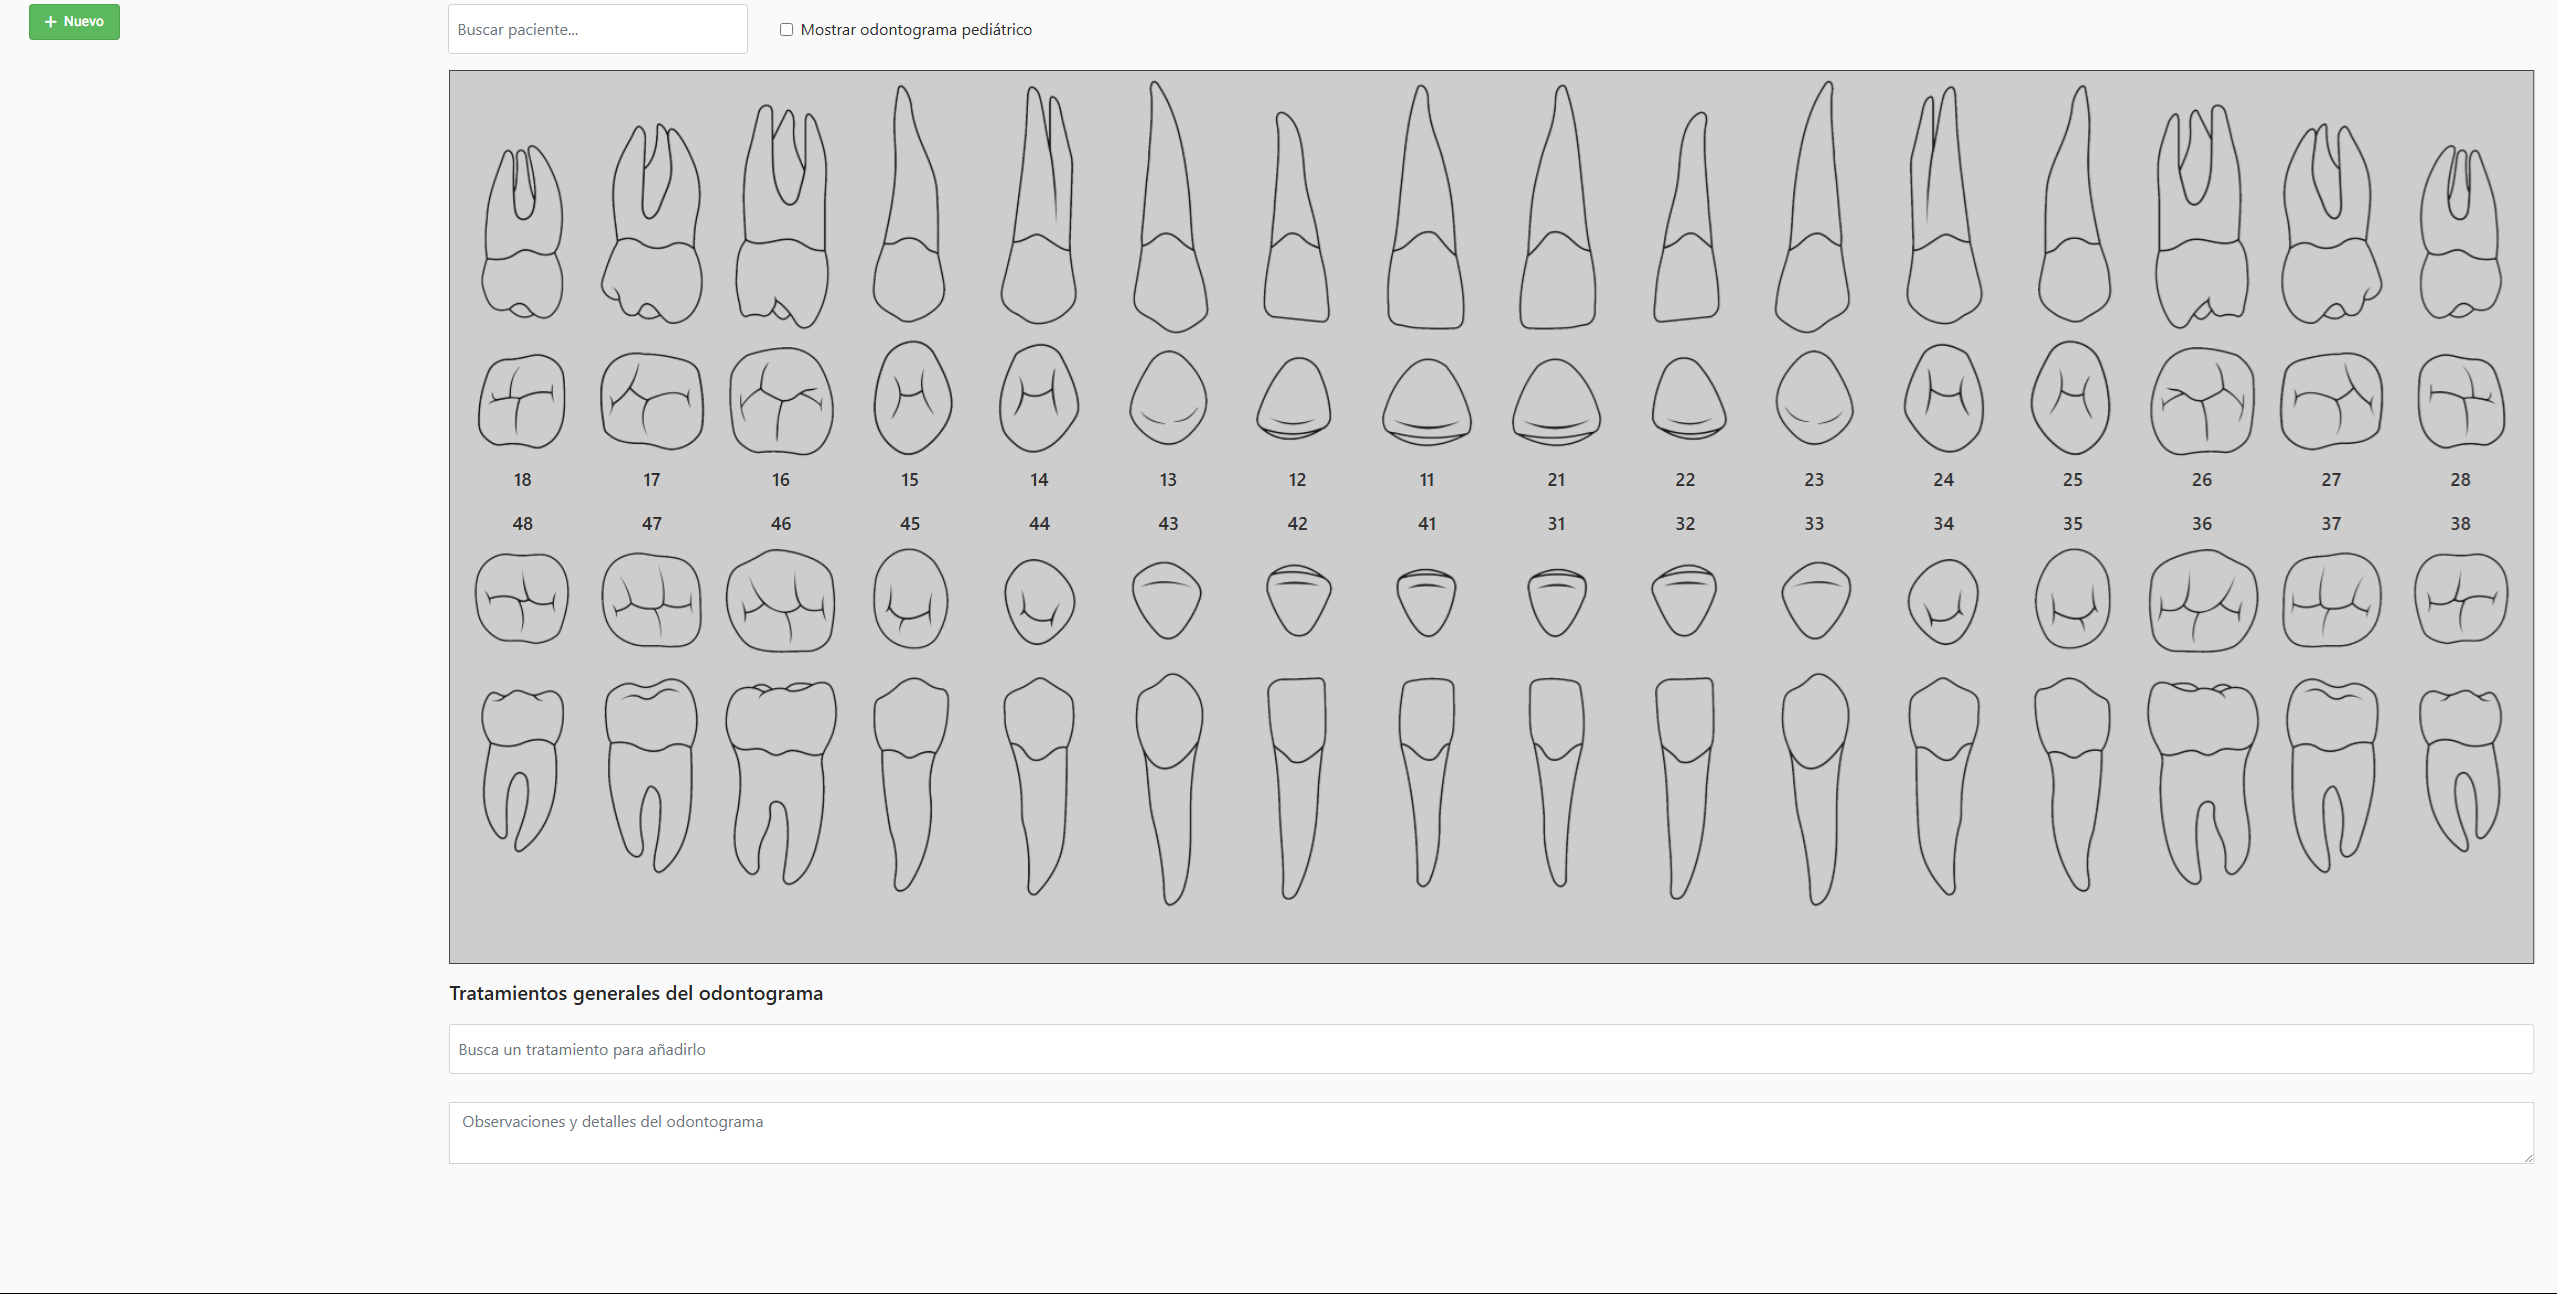 Nuevo
Buscar paciente...
Mostrar odontograma pediátrico
18 17 16 15 14 13 12 11 21 22 23 24 25 26 27 28
48 47 46 45 44 43 42 41 31 32 33 34 35 36 37 38
Tratamientos generales del odontograma
Busca un tratamiento para añadirlo
Observaciones y detalles del odontograma